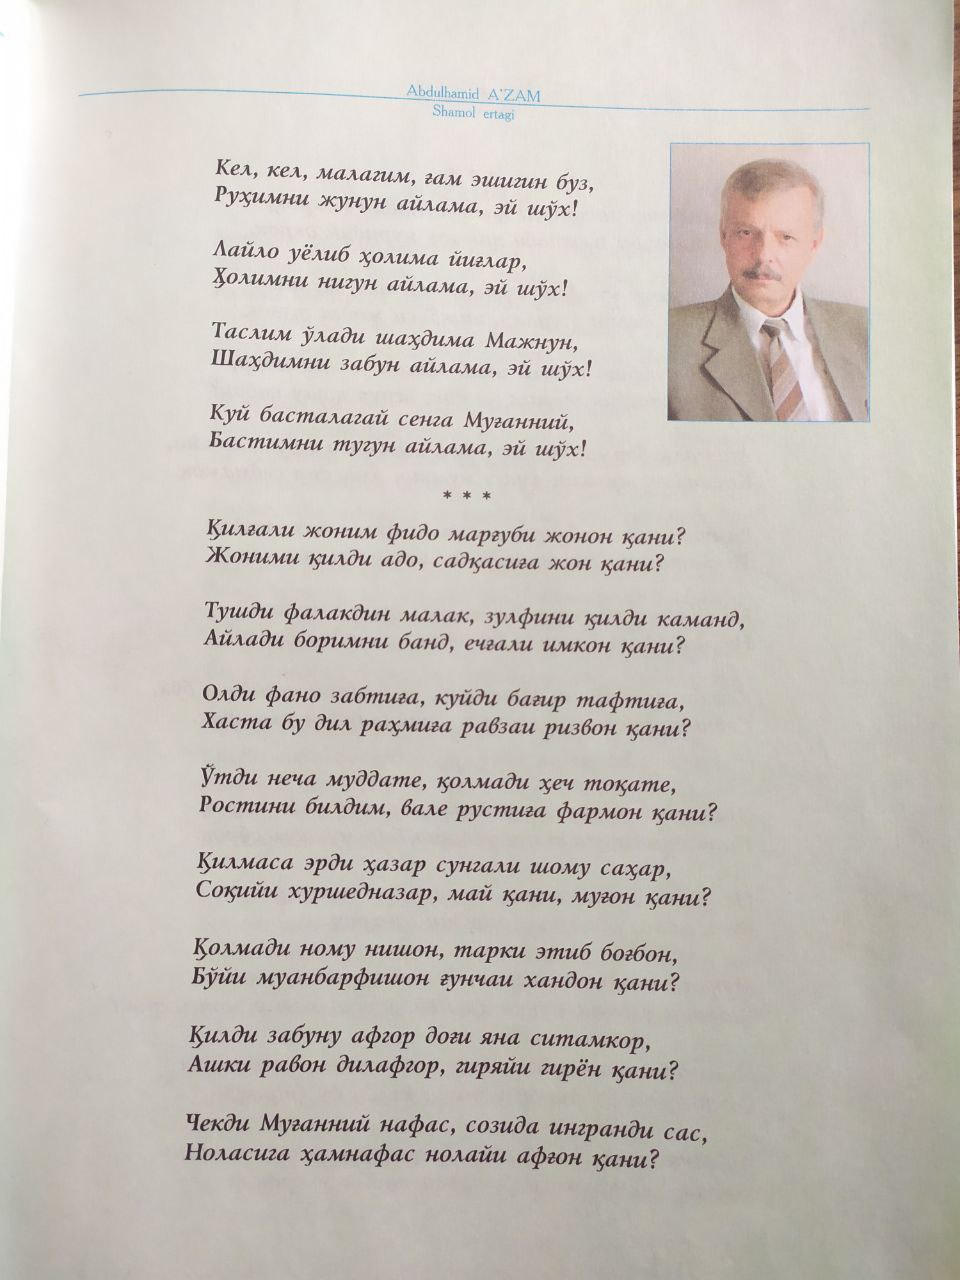 Abdulhamid A'ZAM
Shamol ertagi
Кел, кел, малагим, ғам эшигин буз,
Руҳимни жунун айлама, эй шўх!
Лайло уёлиб ҳолима йиғлар,
Ҳолимни нигун айлама, эй шўх!
Таслим ўлади шаҳдима Мажнун,
Шаҳдимни забун айлама, эй шўх!
Куй басталагай сенга Муғанний,
Бастимни тугун айлама, эй шўх!
* * *
Қилғали жоним фидо марғуби жонон қани?
Жоними қилди адо, садқасиға жон қани?
Тушди фалакдин малак, зулфини қилди каманд,
Айлади боримни банд, ечғали имкон қани?
Олди фано забтиға, куйди бағир тафтиға,
Хаста бу дил раҳмиға равзаи ризвон қани?
Ўтди неча муддате, қолмади ҳеч тоқате,
Ростини билдим, вале рустиға фармон қани?
Қилмаса эрди ҳазар сунгали шому саҳар,
Соқийи хуршедназар, май қани, муғон қани?
Қолмади ному нишон, тарки этиб боғбон,
Бўйи муанбарфишон ғунчаи хандон қани?
Қилди забуну афгор доғи яна ситамкор,
Ашки равон дилафгор, гиряйи гирён қани?
Чекди Муғанний нафас, созида ингранди сас,
Ноласига ҳамнафас нолайи афғон қани?